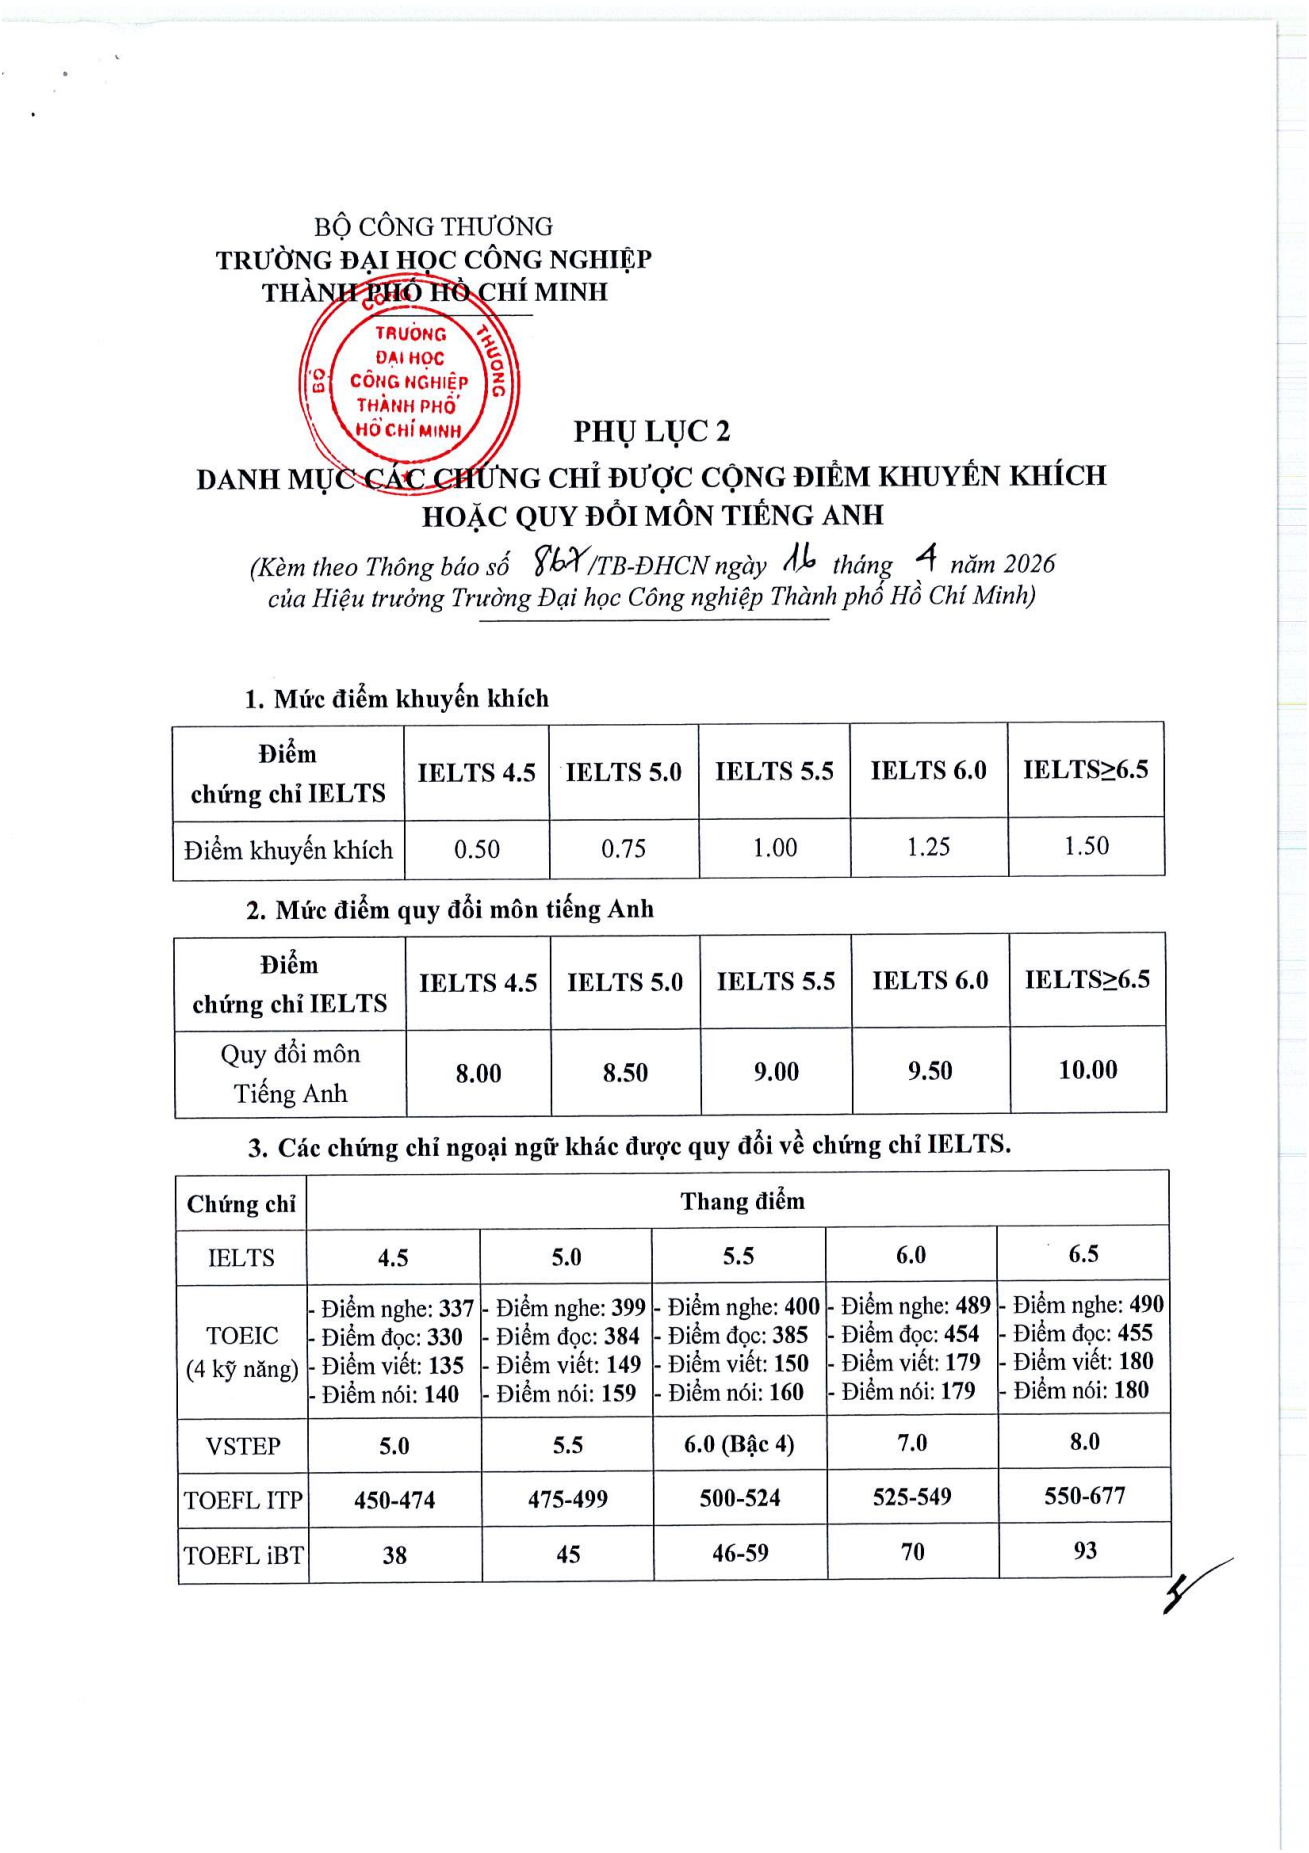 BỘ CÔNG THƯƠNG
TRƯỜNG ĐẠI HỌC CÔNG NGHIỆP
THÀNH PHỐ HỒ CHÍ MINH
BỘ CÔNG THƯƠNG
TRƯỜNG
ĐẠI HỌC
CÔNG NGHIỆP
THÀNH PHỐ
HỒ CHÍ MINH
PHỤ LỤC 2
DANH MỤC CÁC CHỨNG CHỈ ĐƯỢC CỘNG ĐIỂM KHUYẾN KHÍCH
HOẶC QUY ĐỔI MÔN TIẾNG ANH
(Kèm theo Thông báo số /TB-ĐHCN ngày 16 tháng 4 năm 2026
của Hiệu trưởng Trường Đại học Công nghiệp Thành phố Hồ Chí Minh)
1. Mức điểm khuyến khích
Điểm
chứng chỉ IELTS IELTS 4.5 IELTS 5.0 IELTS 5.5 IELTS 6.0 IELTS≥6.5
Điểm khuyến khích 0.50 0.75 1.00 1.25 1.50
2. Mức điểm quy đổi môn tiếng Anh
Điểm
chứng chỉ IELTS IELTS 4.5 IELTS 5.0 IELTS 5.5 IELTS 6.0 IELTS≥6.5
Quy đổi môn
Tiếng Anh 8.00 8.50 9.00 9.50 10.00
3. Các chứng chỉ ngoại ngữ khác được quy đổi về chứng chỉ IELTS.
Chứng chỉ Thang điểm
IELTS 4.5 5.0 5.5 6.0 6.5
TOEIC
(4 kỹ năng)
- Điểm nghe: 337 - Điểm nghe: 399 - Điểm nghe: 400 - Điểm nghe: 489 - Điểm nghe: 490
- Điểm đọc: 330 - Điểm đọc: 384 - Điểm đọc: 385 - Điểm đọc: 454 - Điểm đọc: 455
- Điểm viết: 135 - Điểm viết: 149 - Điểm viết: 150 - Điểm viết: 179 - Điểm viết: 180
- Điểm nói: 140 - Điểm nói: 159 - Điểm nói: 160 - Điểm nói: 179 - Điểm nói: 180
VSTEP 5.0 5.5 6.0 (Bậc 4) 7.0 8.0
TOEFL ITP 450-474 475-499 500-524 525-549 550-677
TOEFL iBT 38 45 46-59 70 93